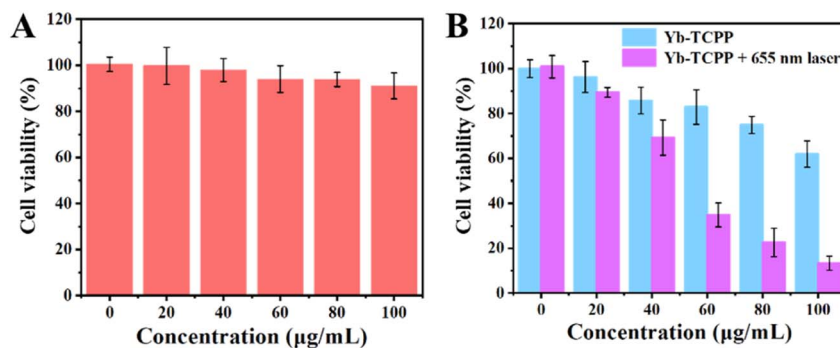 A
Cell viability (%)
120
100
80
60
40
20
0
0 20 40 60 80 100
Concentration (µg/mL)
B
Cell viability (%)
120
100
80
60
40
20
0
Yb-TCPP
Yb-TCPP + 655 nm laser
0 20 40 60 80 100
Concentration (µg/mL)